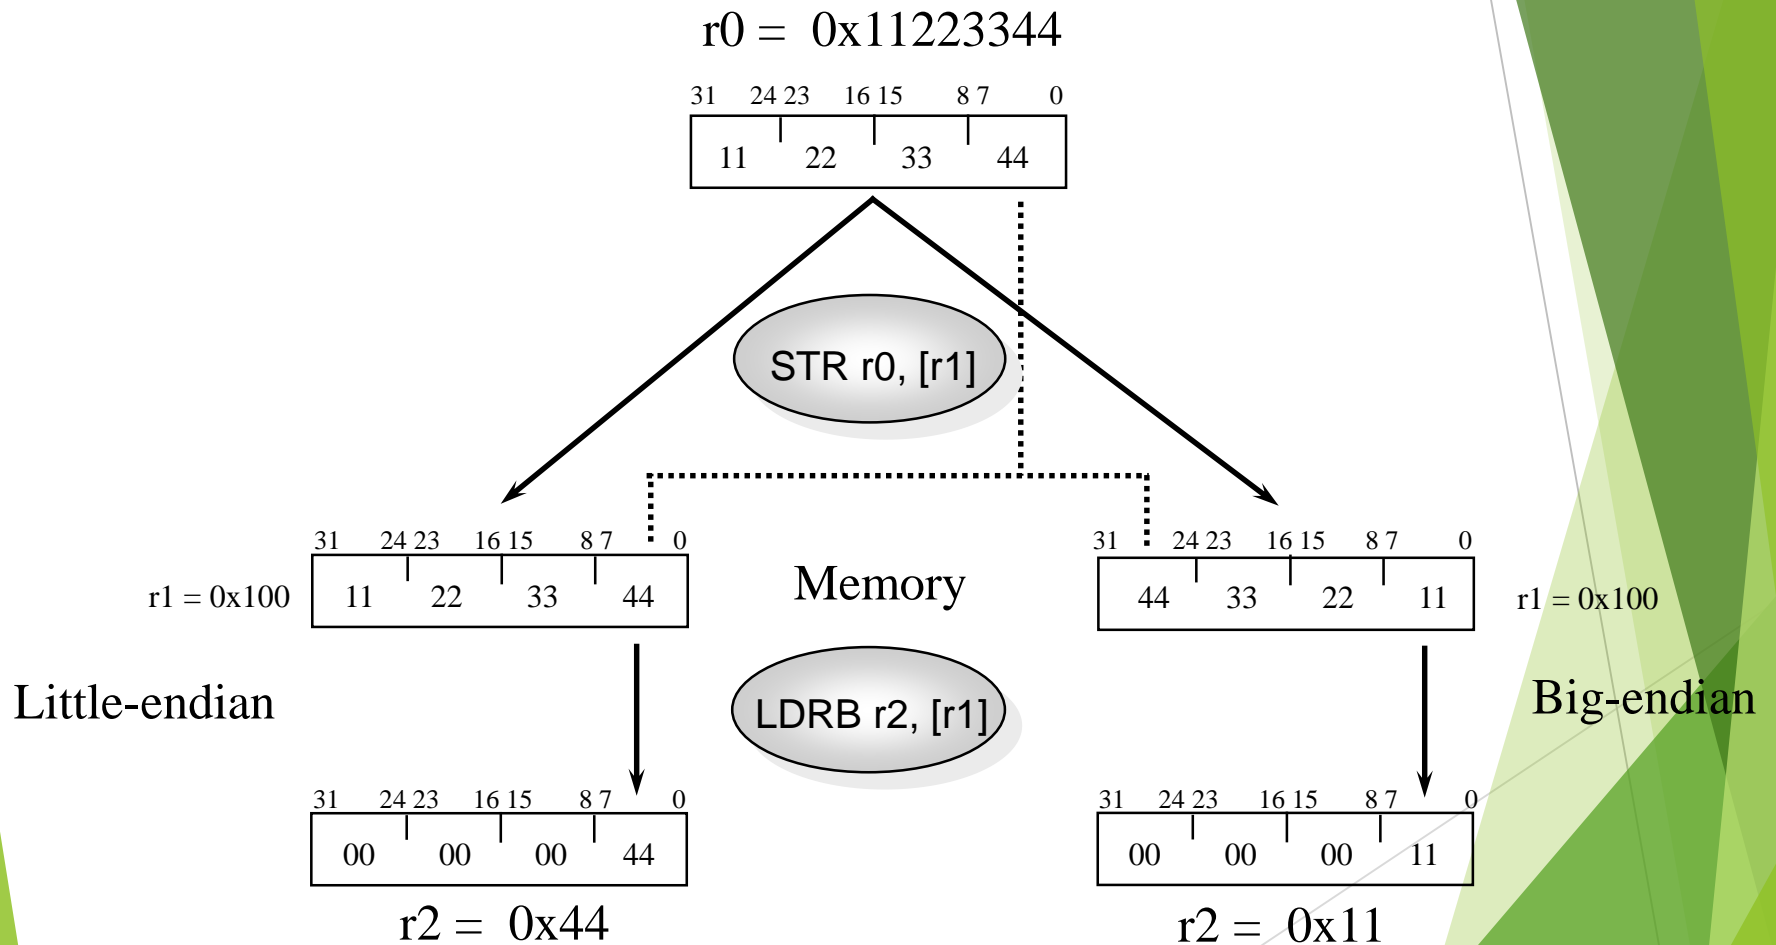 r0 = 0x11223344
31 24 23 16 15 8 7 0
11 22 33 44
STR r0, [r1]
31 24 23 16 15 8 7 0
31 24 23 16 15 8 7 0
r1 = 0x100
11 22 33 44
Memory
44 33 22 11
r1 = 0x100
Little-endian
LDRB r2, [r1]
Big-endian
31 24 23 16 15 8 7 0
31 24 23 16 15 8 7 0
00 00 00 44
00 00 00 11
r2 = 0x44
r2 = 0x11